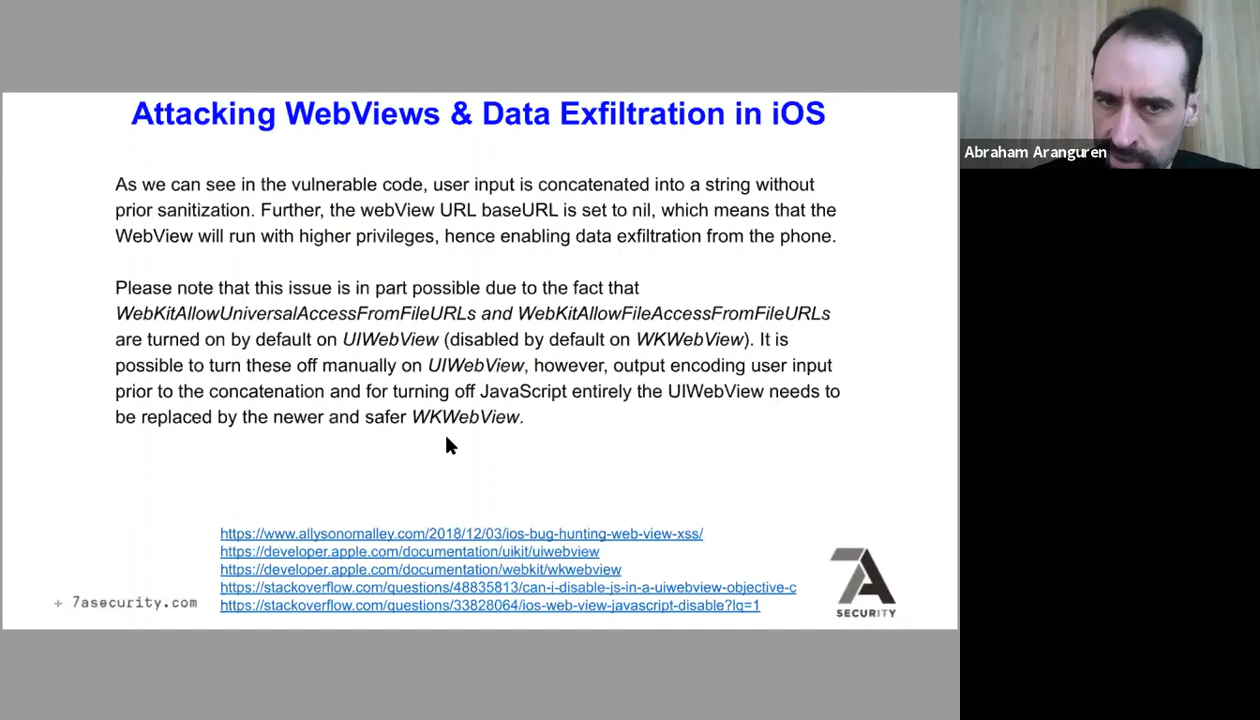 Attacking WebViews & Data Exfiltration in iOS
Abraham Aranguren
As we can see in the vulnerable code, user input is concatenated into a string without
prior sanitization. Further, the webView URL baseURL is set to nil, which means that the
WebView will run with higher privileges, hence enabling data exfiltration from the phone.
Please note that this issue is in part possible due to the fact that
WebKitAllowUniversalAccessFromFileURLs and WebKitAllowFileAccessFromFileURLs
are turned on by default on UIWebView (disabled by default on WKWebView). It is
possible to turn these off manually on UIWebView, however, output encoding user input
prior to the concatenation and for turning off JavaScript entirely the UIWebView needs to
be replaced by the newer and safer WKWebView.
https://www.allysonomalley.com/2018/12/03/ios-bug-hunting-web-view-xss/
https://developer.apple.com/documentation/uikit/uiwebview
https://developer.apple.com/documentation/webkit/wkwebview
https://stackoverflow.com/questions/48835813/can-i-disable-js-in-a-uiwebview-objective-c
https://stackoverflow.com/questions/33828064/ios-web-view-javascript-disable?lq=1
+ 7asecurity.com
7A
SECURITY